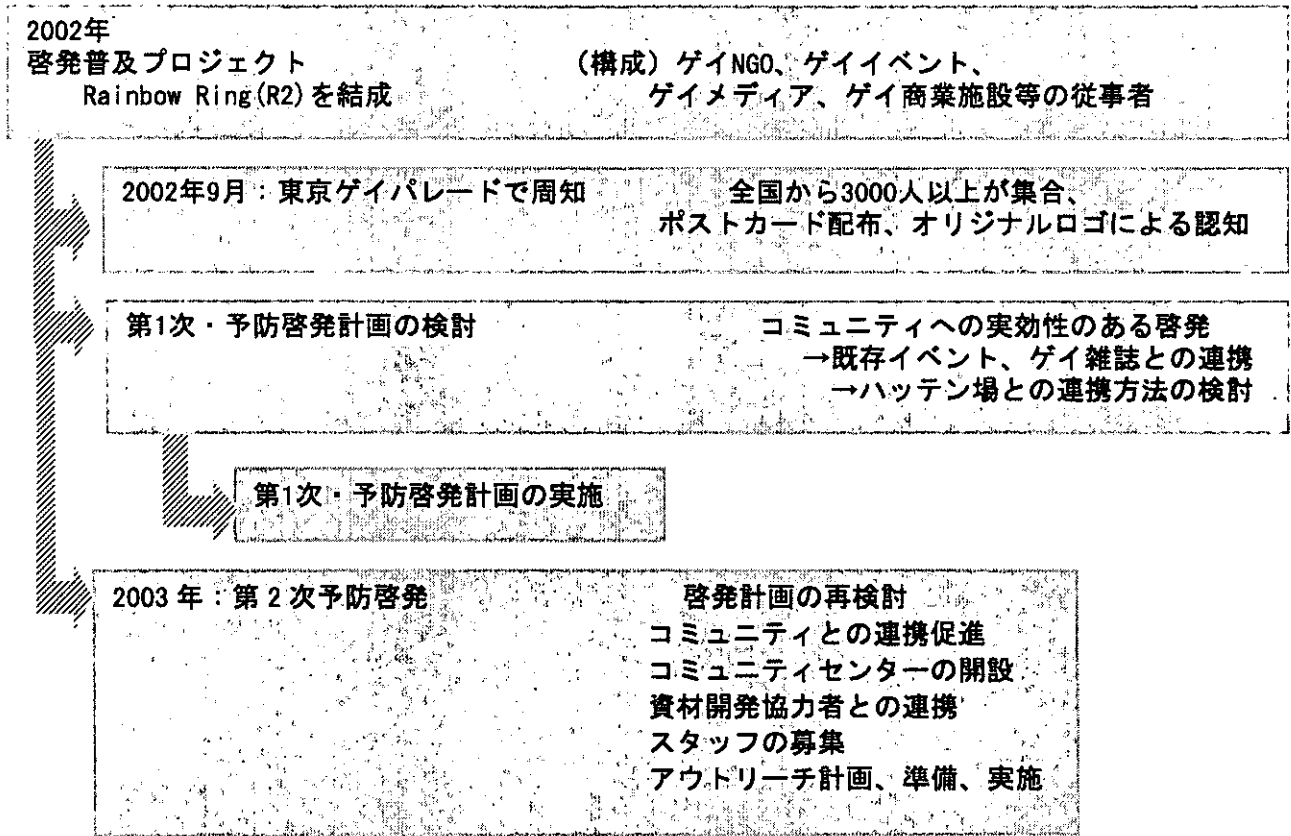 2002年
啓発普及プロジェクト (構成)ゲイNGO、ゲイイベント、
Rainbow Ring(R2)を結成 ゲイメディア、ゲイ商業施設等の従事者
2002年9月:東京ゲイパレードで周知 全国から3000人以上が集合、
ポストカード配布、オリジナルロゴによる認知
第1次・予防啓発計画の検討 コミュニティへの実効性のある啓発
→既存イベント、ゲイ雑誌との連携
→ハッテン場との連携方法の検討
第1次・予防啓発計画の実施
2003年:第2次予防啓発 啓発計画の再検討
コミュニティとの連携促進
コミュニティセンターの開設
資材開発協力者との連携
スタッフの募集
アウトリーチ計画、準備、実施